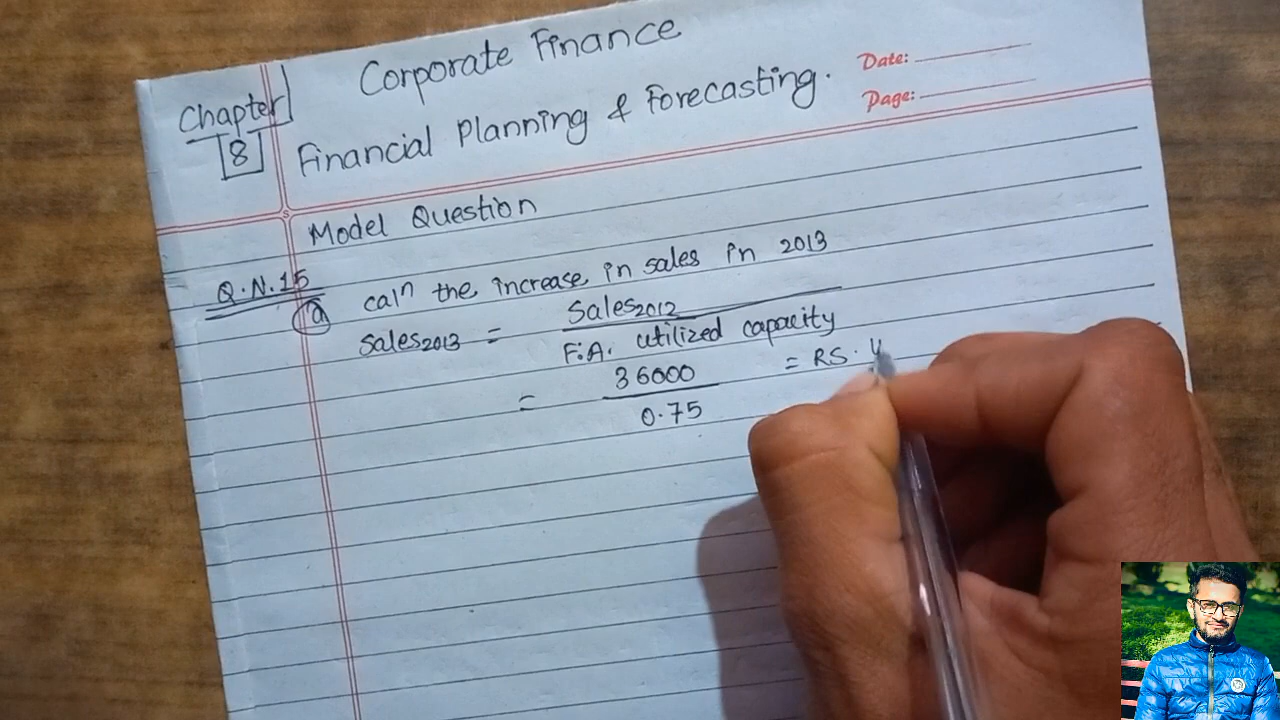 Corporate Finance
Date:
Page:
Chapter
8
Financial Planning & Forecasting.
Model Question
Q.N.15
a calⁿ the increase in sales in 2013
Sales2013 = Sales2012
F.A. utilized capacity
= 36000
0.75
= RS. 4